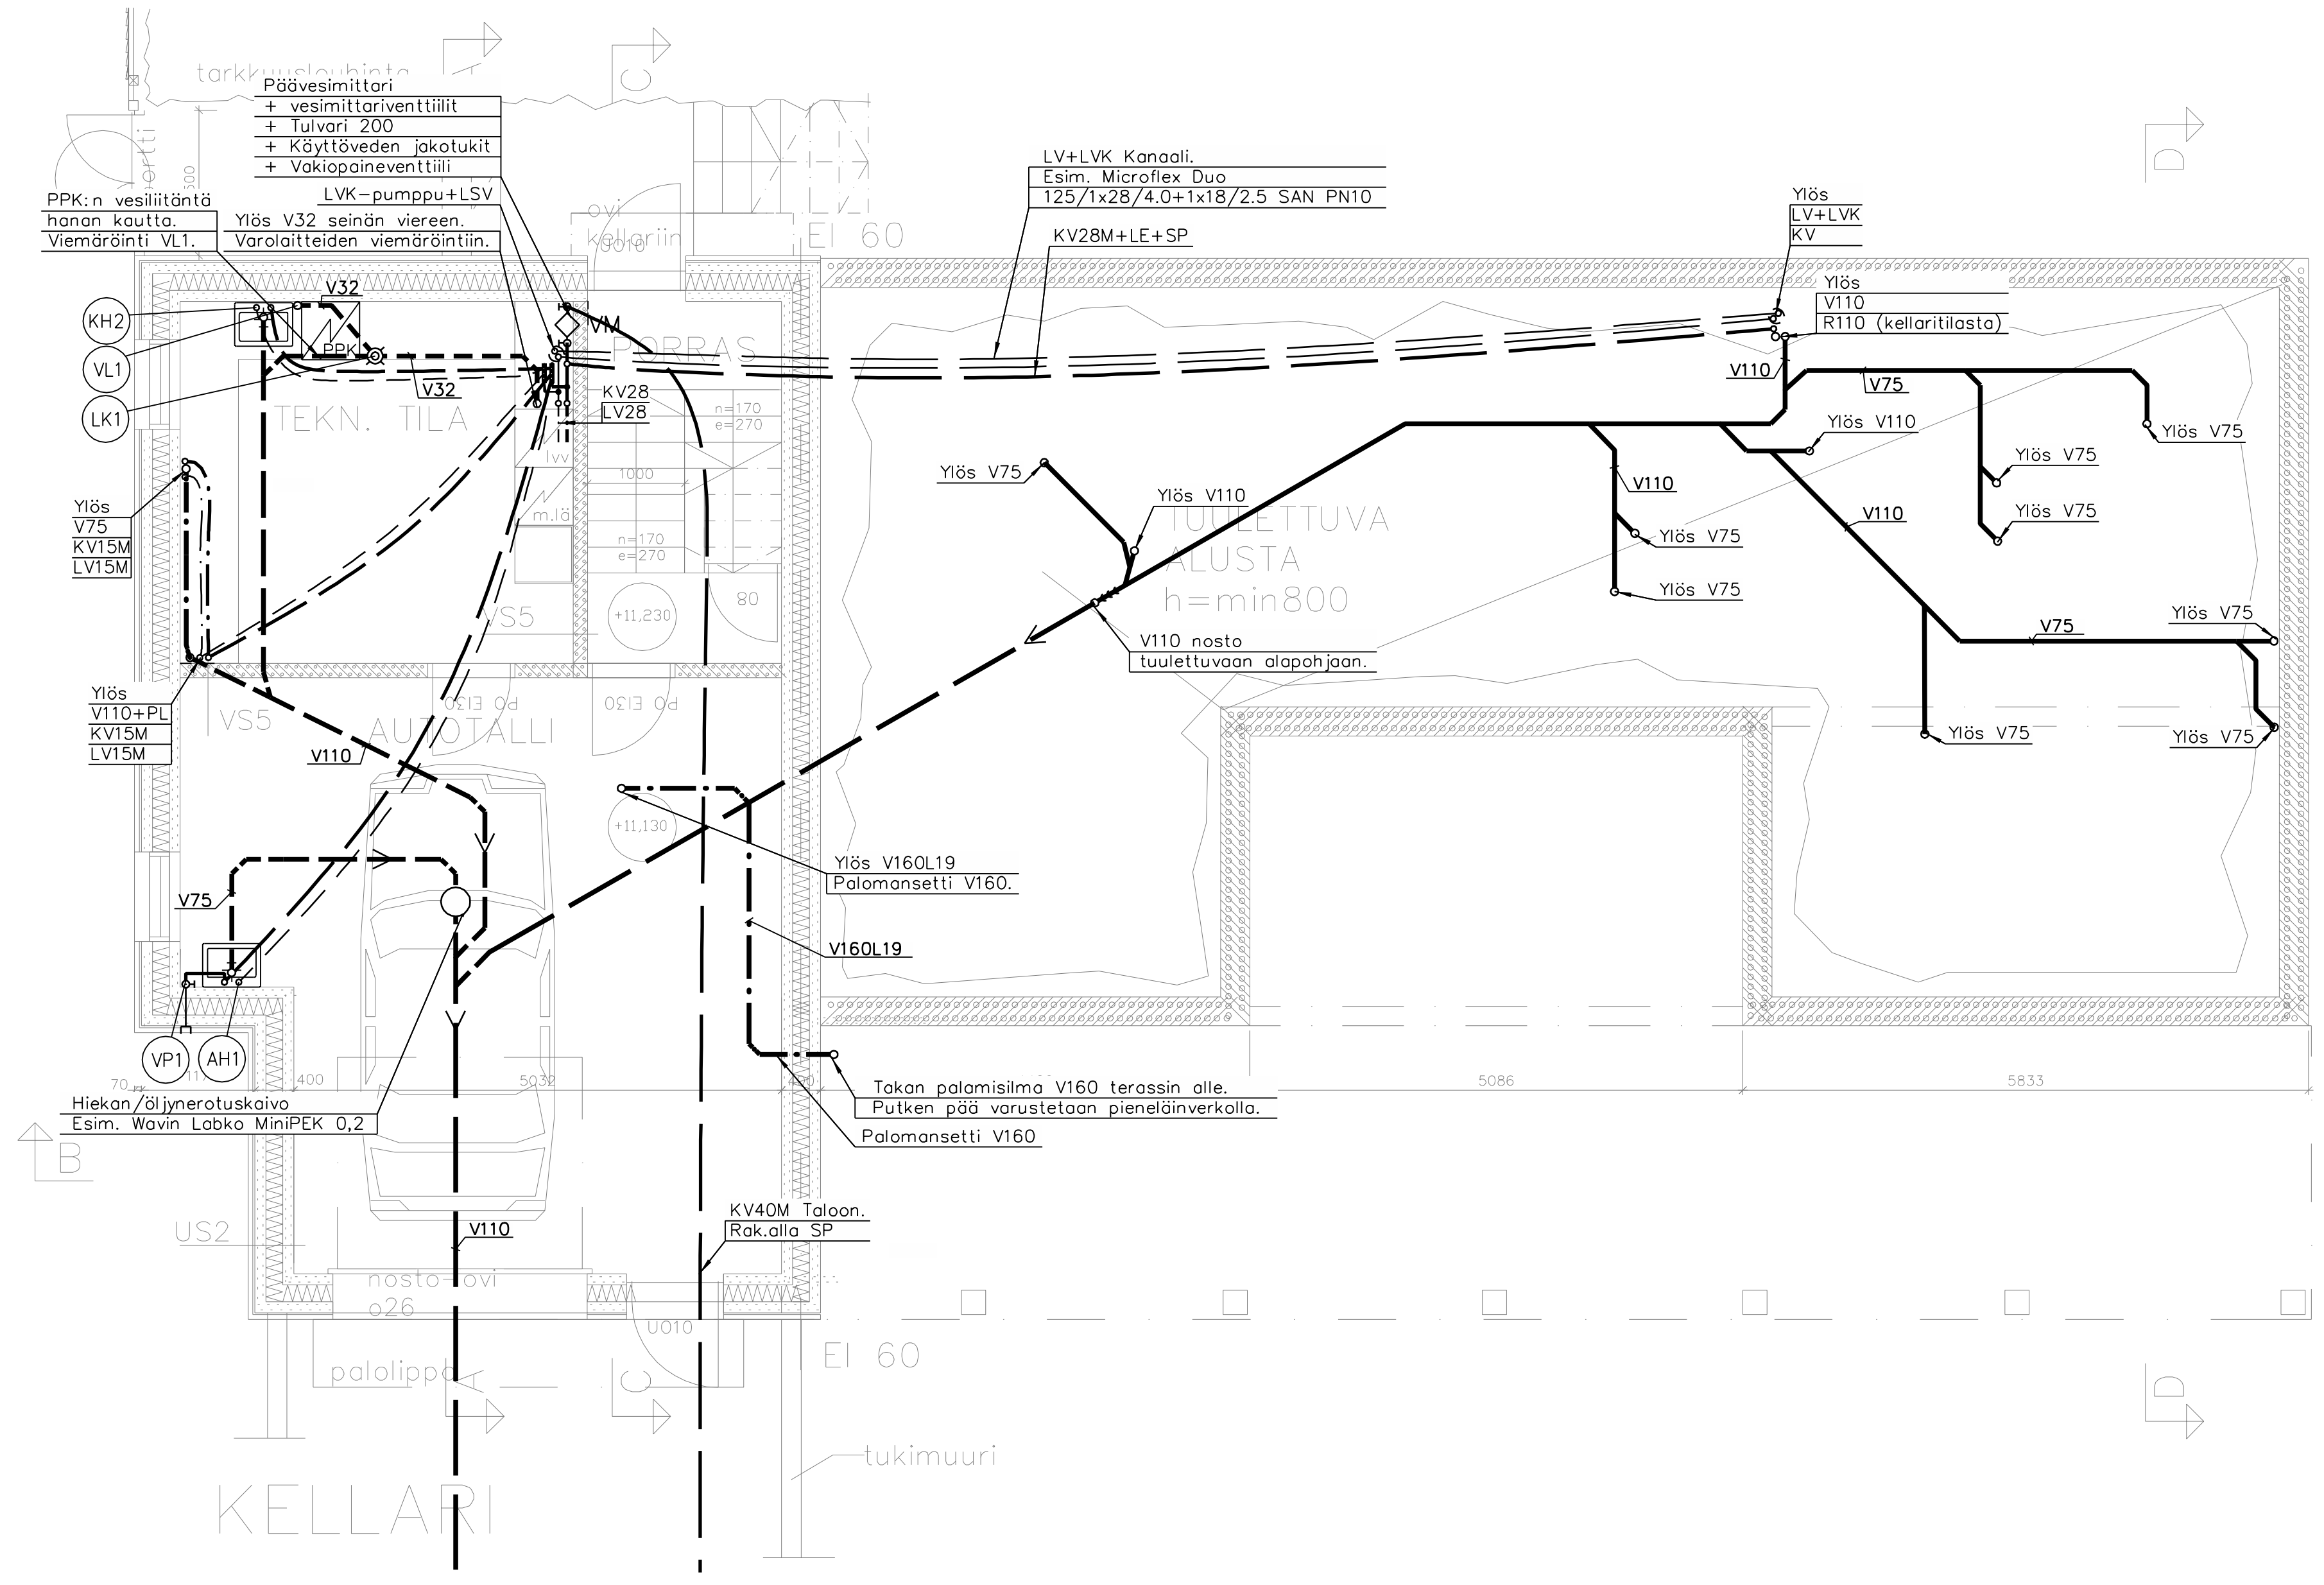 tarkkuuslouhinta
Päävesimittari
+ vesimittariventtiilit
+ Tulvari 200
+ Käyttöveden jakotukit
+ Vakiopaineventtiili
A
C
D
LVK-pumppu+LSV
PPK:n vesiliitäntä
hanan kautta.
Viemäröinti VL1.
Ylös V32 seinän viereen.
Varolaitteiden viemäröintiin.
ovi
kellariin
UO10
EI 60
LV+LVK Kanaali.
Esim. Microflex Duo
125/1x28/4.0+1x18/2.5 SAN PN10
KV28M+LE+SP
Ylös
LV+LVK
KV
Ylös
V110
R110 (kellaritilasta)
KH2
VL1
LK1
V32
PPK
V32
VM
PORRAS
TEKN. TILA
KV28
LV28
n=170
e=270
lvv
1000
m.lä
n=170
e=270
80
+11,230
VS5
V110
V75
Ylös V110
Ylös V75
Ylös V75
Ylös V75
V110
V110
Ylös V75
Ylös V75
Ylös V75
Ylös V110
TUULETTUVA
ALUSTA
h=min800
V110 nosto
tuulettuvaan alapohjaan.
V75
Ylös V75
Ylös V75
Ylös V75
Ylös
V75
KV15M
LV15M
Ylös
V110+PL
KV15M
LV15M
VS5
AUTOTALLI
PO EI30
PO EI30
V110
+11,130
Ylös V160L19
Palomansetti V160.
V160L19
V75
VP1
AH1
70
400
5032
5086
5833
Hiekan/öljynerotuskaivo
Esim. Wavin Labko MiniPEK 0,2
Takan palamisilma V160 terassin alle.
Putken pää varustetaan pieneläinverkolla.
Palomansetti V160
B
KV40M Taloon.
Rak.alla SP
US2
V110
nosto-ovi
o26
UO10
EI 60
palolippa
A
C
D
tukimuuri
KELLARI